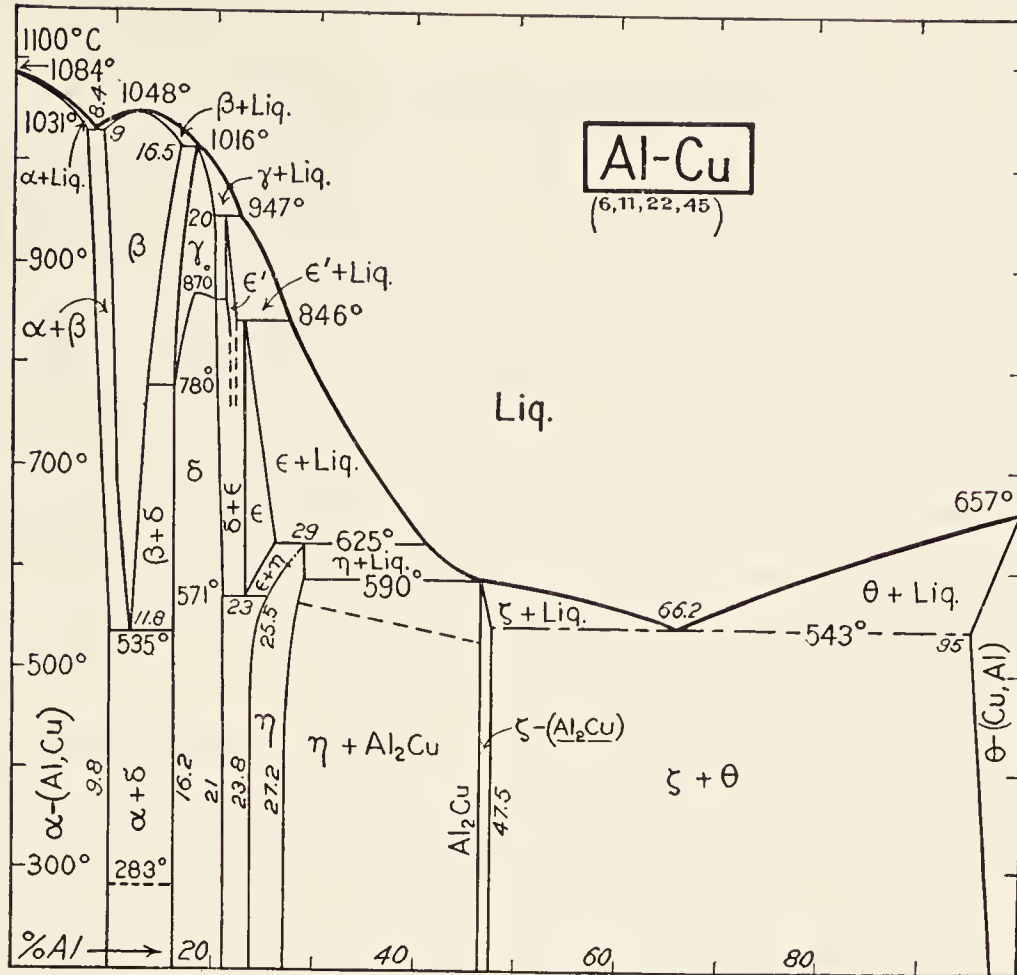 1100°C
1084°
1048°
8.4
β+Liq.
1031°
9
16.5
1016°
α+Liq.
γ+Liq.
Al-Cu
(6,11,22,45)
20
947°
β
γ
900°
870°
ϵ'
ϵ'+Liq.
α+β
846°
780°
Liq.
700°
δ
δ+ϵ
ϵ
ϵ+Liq.
657°
β+δ
29
625°
ϵ+η
η+Liq.
571°
590°
23
11.8
25.5
ζ+Liq.
66.2
θ+Liq.
535°
543°
95
500°
α-(Al,Cu)
9.8
α+δ
16.2
21
23.8
η
27.2
η+Al₂Cu
Al₂Cu
ζ-(Al₂Cu)
47.5
ζ+θ
θ-(Cu,Al)
300°
283°
%Al
20
40
60
80